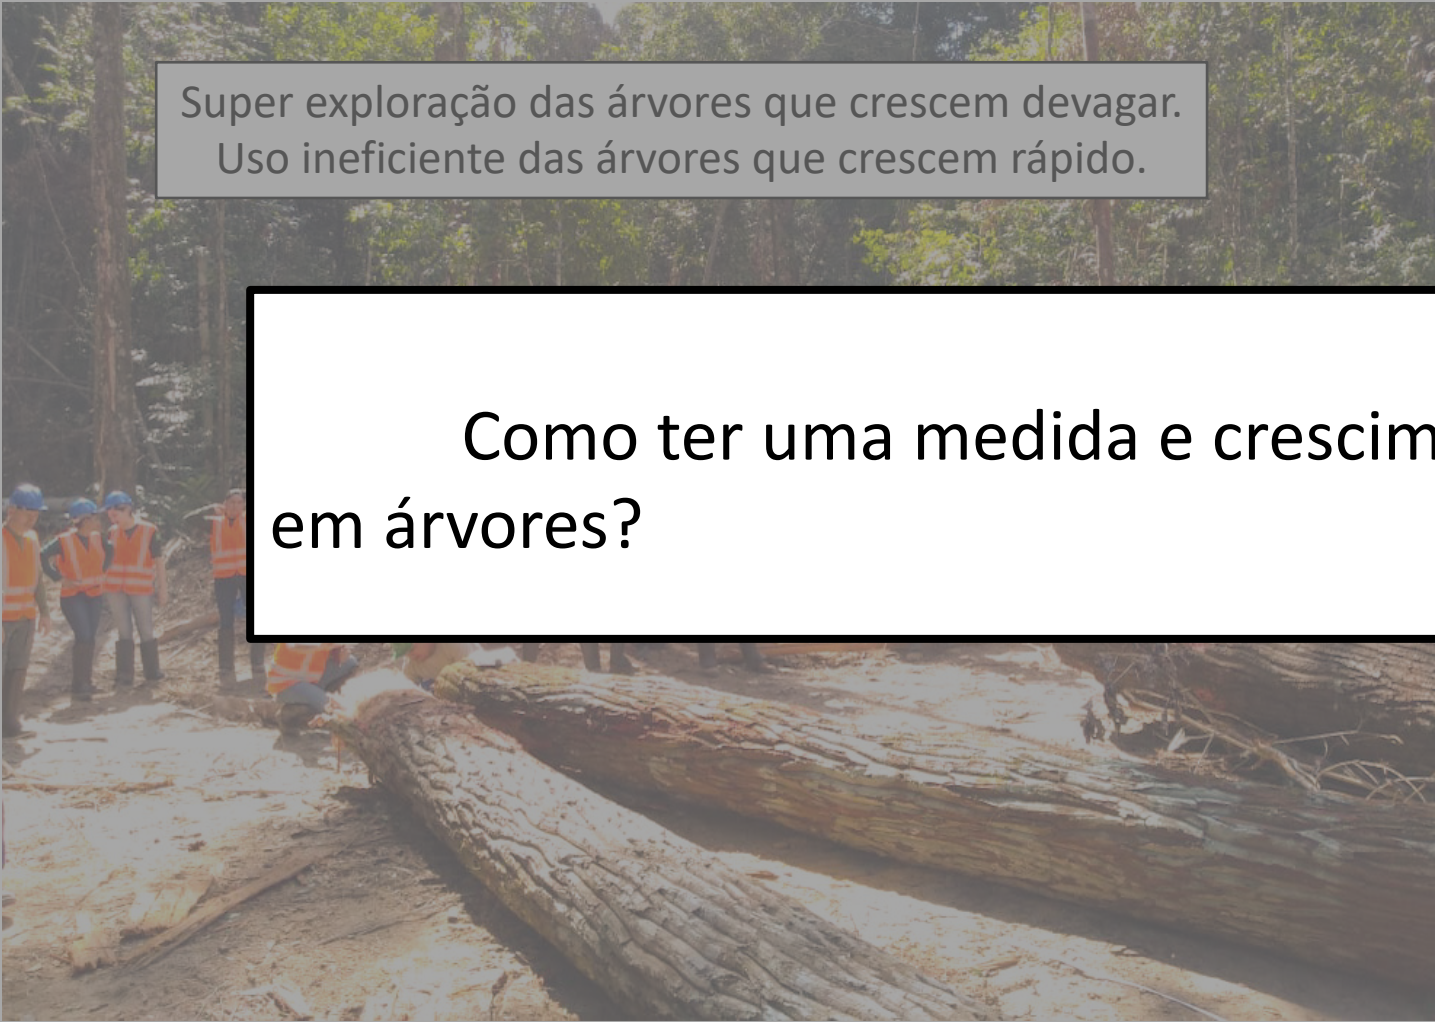 Super exploração das árvores que crescem devagar.
Uso ineficiente das árvores que crescem rápido.
Como ter uma medida e crescim
em árvores?